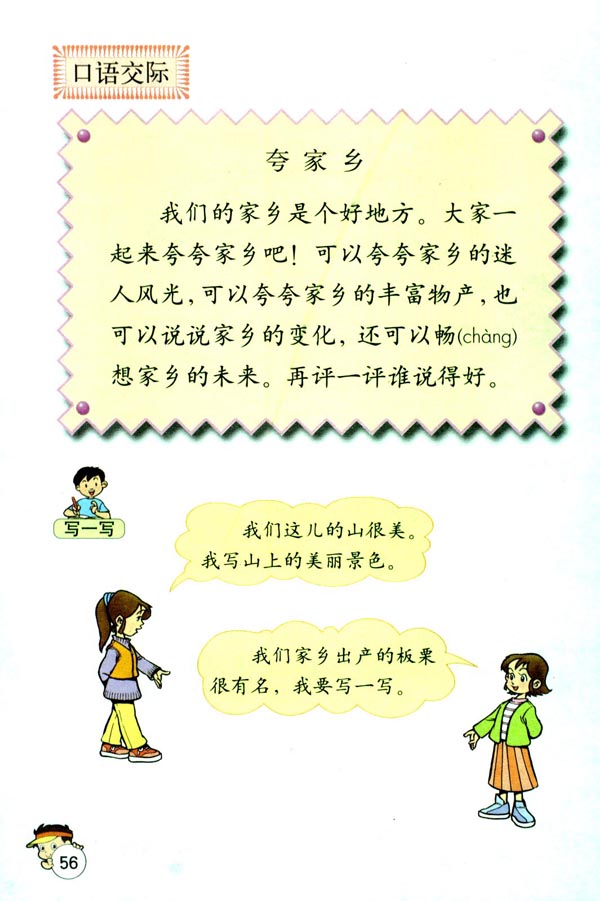 口语交际
夸家乡
我们的家乡是个好地方。大家一
起来夸夸家乡吧！可以夸夸家乡的迷
人风光，可以夸夸家乡的丰富物产，也
可以说说家乡的变化，还可以畅(chàng)
想家乡的未来。再评一评谁说得好。
写一写
我们这儿的山很美。
我写山上的美丽景色。
我们家乡出产的板栗
很有名，我要写一写。
56